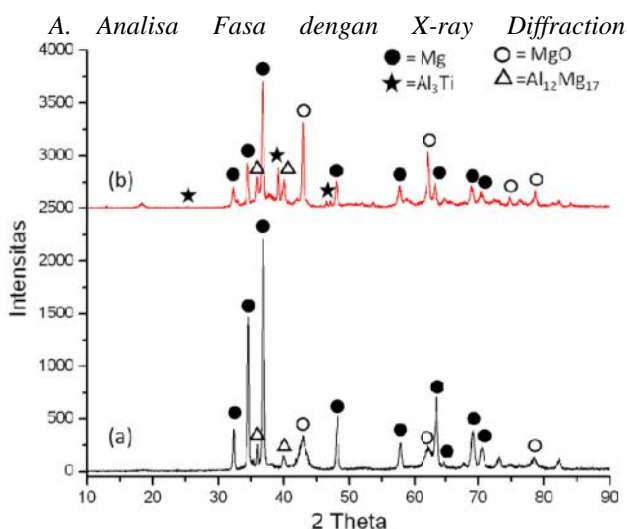 A. Analisa Fasa dengan X-ray Diffraction
4000
= Mg = MgO
3500
=Al₃Ti =Al₁₂Mg₁₇
3000
(b)
2500
Intensitas
2000
1500
1000
500
(a)
0
10 20 30 40 50 60 70 80 90
2 Theta